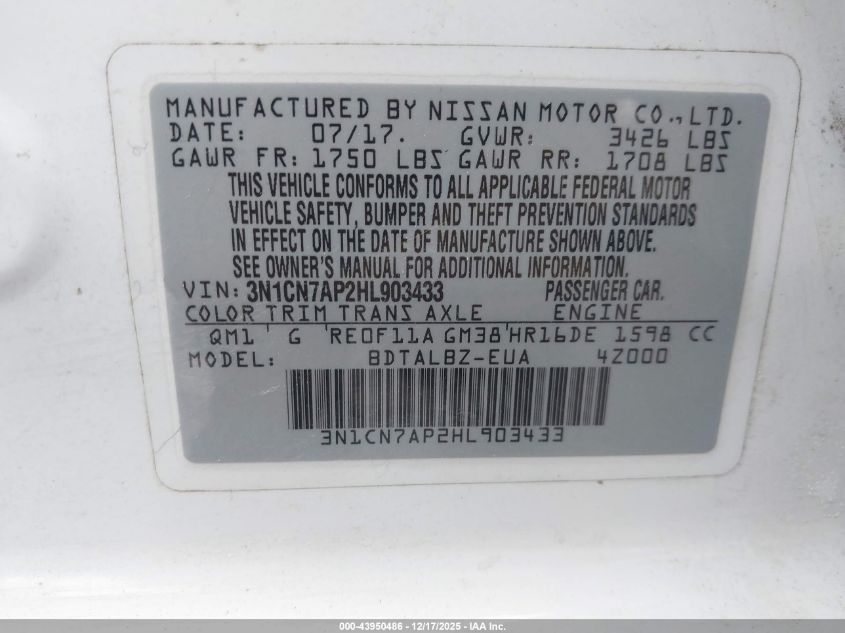 MANUFACTURED BY NISSAN MOTOR CO., LTD.
DATE: 07/17. GVWR: 3426 LBS
GAWR FR: 1750 LBS GAWR RR: 1708 LBS
THIS VEHICLE CONFORMS TO ALL APPLICABLE FEDERAL MOTOR
VEHICLE SAFETY, BUMPER AND THEFT PREVENTION STANDARDS
IN EFFECT ON THE DATE OF MANUFACTURE SHOWN ABOVE.
SEE OWNER'S MANUAL FOR ADDITIONAL INFORMATION.
VIN: 3N1CN7AP2HL903433 PASSENGER CAR.
COLOR TRIM TRANS AXLE ENGINE
QM1 ' G 'RE0F11A GM38'HR16DE 1598 CC
MODEL: BDTALBZ-EUA 4Z000
3N1CN7AP2HL903433
000-43950486 - 12/17/2025 - IAA Inc.